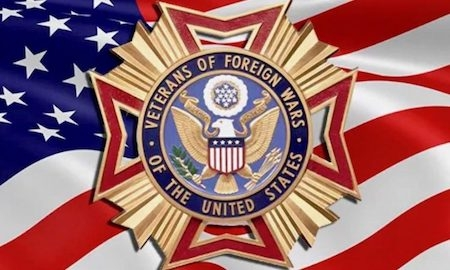 VETERANS OF FOREIGN WARS
OF THE UNITED STATES